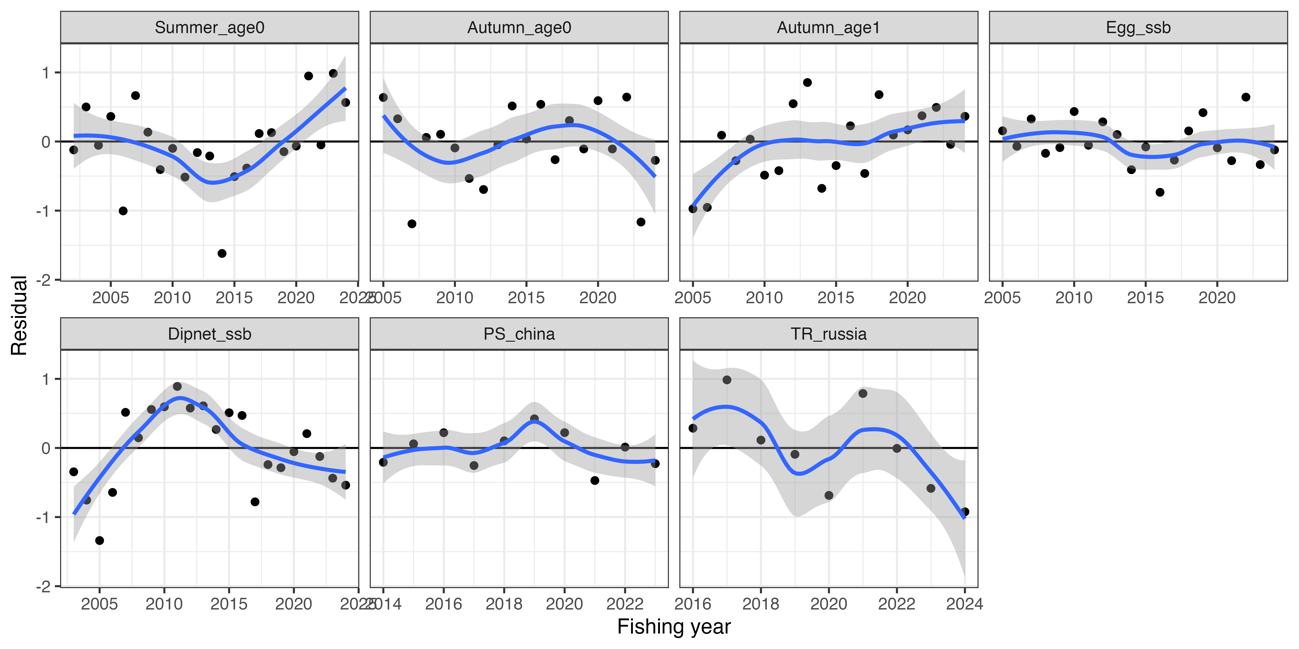 Summer_age0 Autumn_age0 Autumn_age1 Egg_ssb
1
0
-1
-2
2005 2010 2015 2020 2025 2005 2010 2015 2020 2005 2010 2015 2020 2005 2010 2015 2020
Residual
Dipnet_ssb PS_china TR_russia
1
0
-1
-2
2005 2010 2015 2020 2025 2014 2016 2018 2020 2022 2016 2018 2020 2022 2024
Fishing year